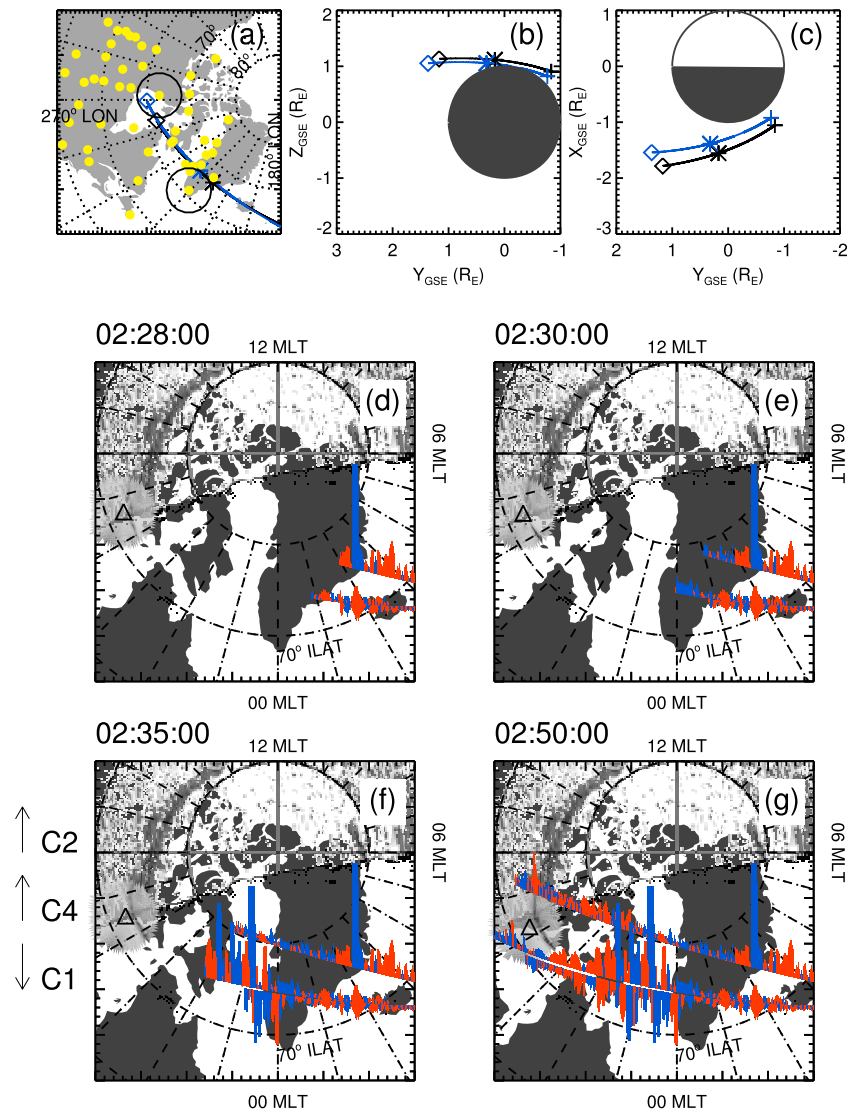 (a)
70°
80°
270° LON
180° LON
(b)
2
1
0
-1
-2
Z_GSE (R_E)
3 2 1 0 -1
Y_GSE (R_E)
(c)
1
0
-1
-2
-3
X_GSE (R_E)
2 1 0 -1 -2
Y_GSE (R_E)
02:28:00
12 MLT
(d)
06 MLT
70° ILAT
00 MLT
02:30:00
12 MLT
(e)
06 MLT
70° ILAT
00 MLT
02:35:00
12 MLT
(f)
06 MLT
70° ILAT
00 MLT
02:50:00
12 MLT
(g)
06 MLT
70° ILAT
00 MLT
C2
C4
C1